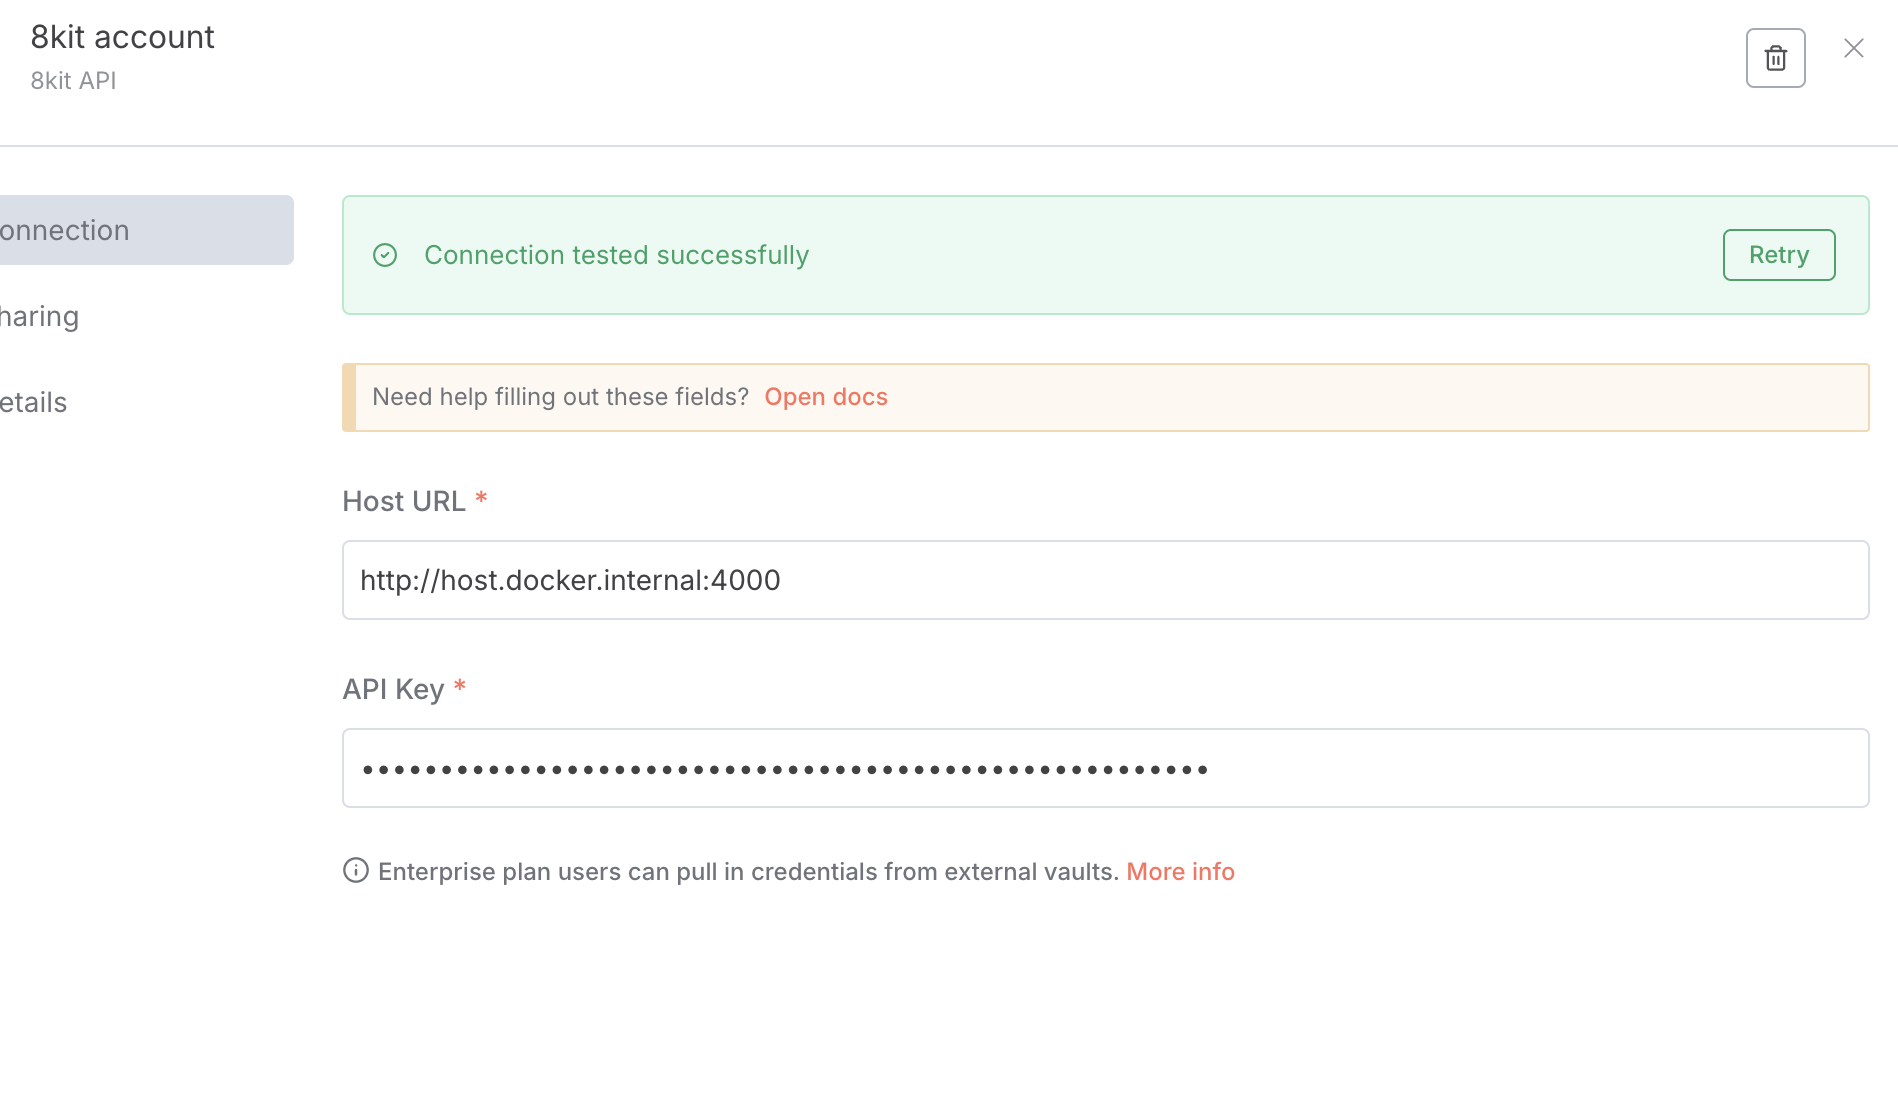 8kit account
8kit API
onnection
haring
etails
Connection tested successfully
Retry
Need help filling out these fields? Open docs
Host URL *
http://host.docker.internal:4000
API Key *
••••••••••••••••••••••••••••••••••••••••••••••••••••••
Enterprise plan users can pull in credentials from external vaults. More info